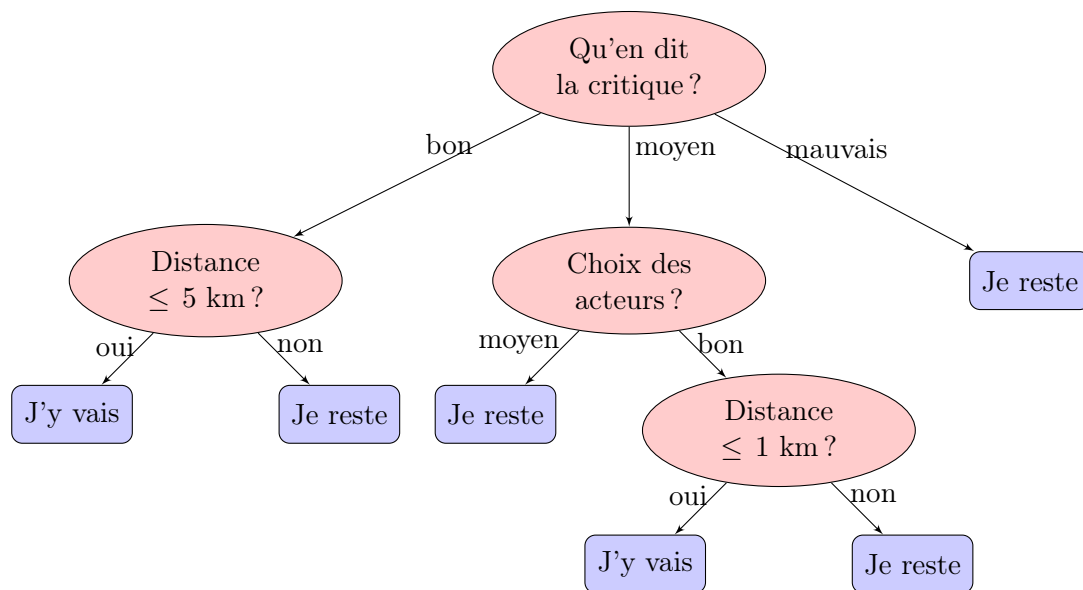 Qu'en dit
la critique ?
bon
moyen
mauvais
Distance
≤ 5 km ?
Choix des
acteurs ?
Je reste
oui
non
moyen
bon
J'y vais
Je reste
Je reste
Distance
≤ 1 km ?
oui
non
J'y vais
Je reste